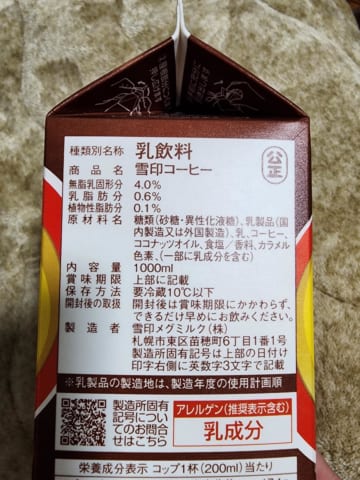 公正
種類別名称 乳飲料
商品名 雪印コーヒー
無脂乳固形分 4.0%
乳脂肪分 0.6%
植物性脂肪分 0.1%
原材料名 糖類(砂糖・異性化液糖)、乳製品(国
内製造又は外国製造)、乳、コーヒー、
ココナッツオイル、食塩/香料、カラメル
色素、(一部に乳成分を含む)
内容量 1000ml
賞味期限 上部に記載
保存方法 要冷蔵10℃以下
開封後の取扱 開封後は賞味期限にかかわらず、
できるだけ早めにお飲みください。
製造者 雪印メグミルク(株)
札幌市東区苗穂町6丁目1番1号
製造所固有記号は上部の日付け
印字右側に英数字3文字で記載
※乳製品の製造地は、製造年度の使用計画順
製造所固有
記号につい
てのお問合
せはこちら
アレルゲン(推奨表示含む)
乳成分
栄養成分表示 コップ1杯(200ml)当たり